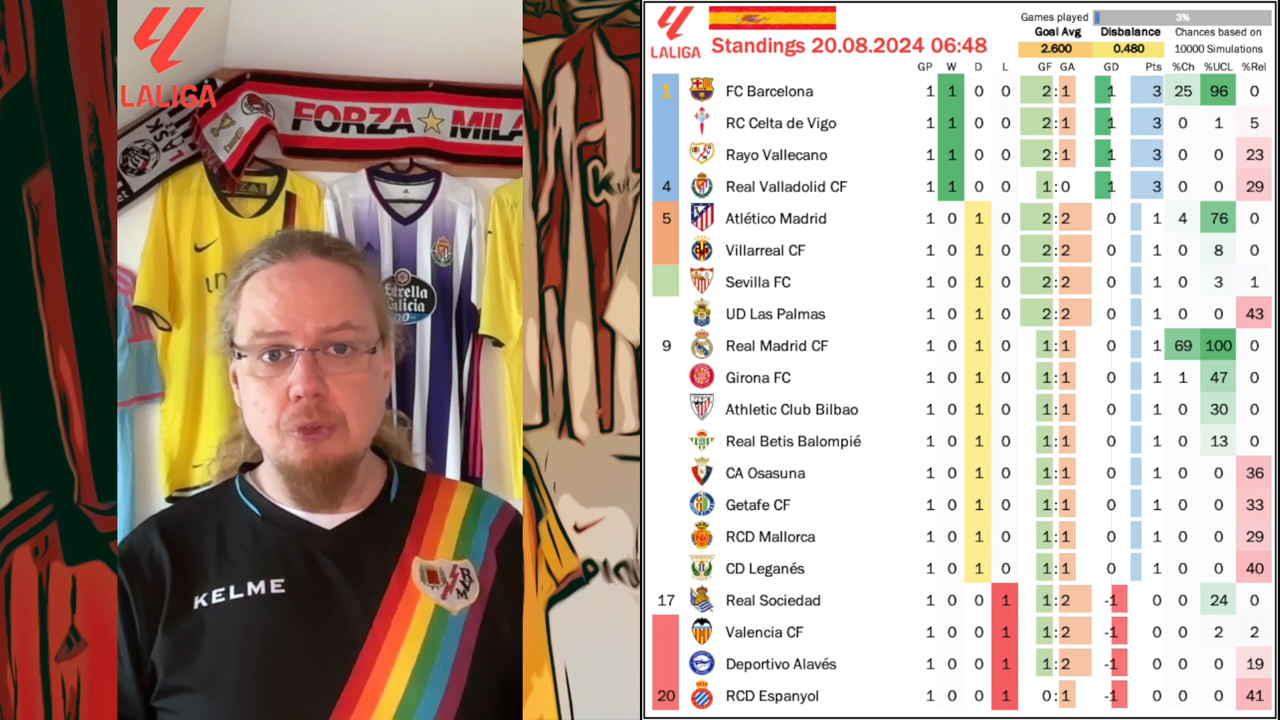 LALIGA
FORZA MILA
LASK
Estrella
Galicia
KELME
LALIGA
Standings 20.08.2024 06:48
Games played 3%
Goal Avg Disbalance Chances based on
2.600 0.480 10000 Simulations
GP W D L GF GA GD Pts %Ch %UCL %Rel
1 FC Barcelona 1 1 0 0 2:1 1 3 25 96 0
RC Celta de Vigo 1 1 0 0 2:1 1 3 0 1 5
Rayo Vallecano 1 1 0 0 2:1 1 3 0 0 23
4 Real Valladolid CF 1 1 0 0 1:0 1 3 0 0 29
5 Atlético Madrid 1 0 1 0 2:2 0 1 4 76 0
Villarreal CF 1 0 1 0 2:2 0 1 0 8 0
Sevilla FC 1 0 1 0 2:2 0 1 0 3 1
UD Las Palmas 1 0 1 0 2:2 0 1 0 0 43
9 Real Madrid CF 1 0 1 0 1:1 0 1 69 100 0
Girona FC 1 0 1 0 1:1 0 1 1 47 0
Athletic Club Bilbao 1 0 1 0 1:1 0 1 0 30 0
Real Betis Balompié 1 0 1 0 1:1 0 1 0 13 0
CA Osasuna 1 0 1 0 1:1 0 1 0 0 36
Getafe CF 1 0 1 0 1:1 0 1 0 0 33
RCD Mallorca 1 0 1 0 1:1 0 1 0 0 29
CD Leganés 1 0 1 0 1:1 0 1 0 0 40
17 Real Sociedad 1 0 0 1 1:2 -1 0 0 24 0
Valencia CF 1 0 0 1 1:2 -1 0 0 2 2
Deportivo Alavés 1 0 0 1 1:2 -1 0 0 0 19
20 RCD Espanyol 1 0 0 1 0:1 -1 0 0 0 41